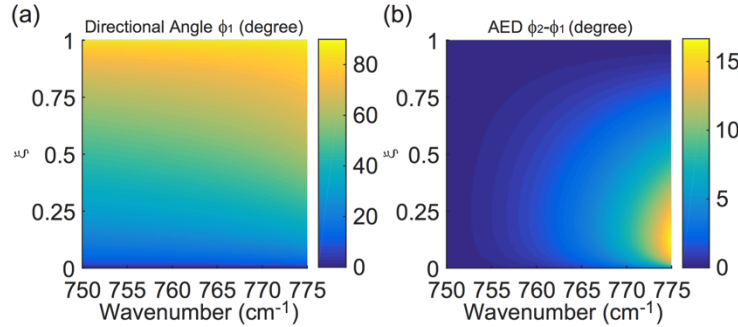 (a)
Directional Angle ϕ₁ (degree)
1
0.75
0.5
0.25
0
ξ
750 755 760 765 770 775
Wavenumber (cm⁻¹)
80
60
40
20
0
(b)
AED ϕ₂-ϕ₁ (degree)
1
0.75
0.5
0.25
0
ξ
750 755 760 765 770 775
Wavenumber (cm⁻¹)
15
10
5
0